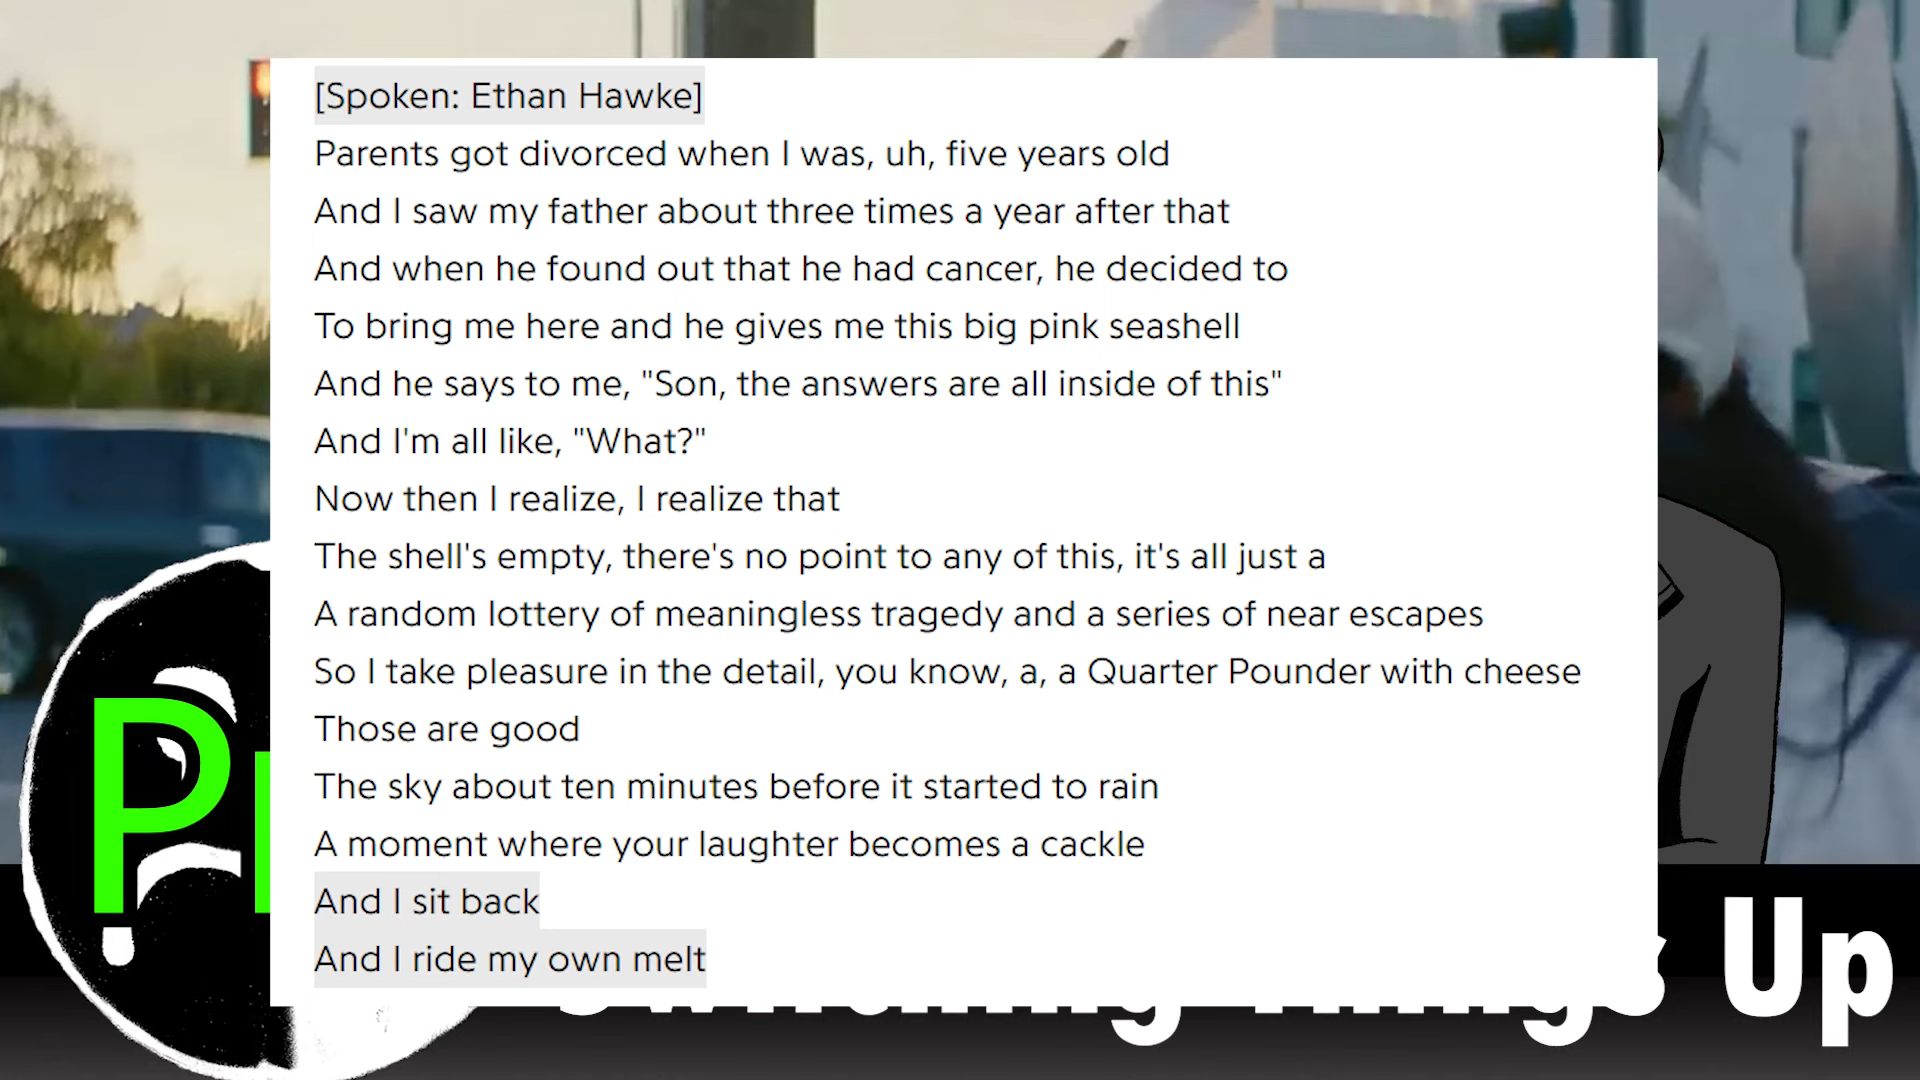 [Spoken: Ethan Hawke]
Parents got divorced when I was, uh, five years old
And I saw my father about three times a year after that
And when he found out that he had cancer, he decided to
To bring me here and he gives me this big pink seashell
And he says to me, "Son, the answers are all inside of this"
And I'm all like, "What?"
Now then I realize, I realize that
The shell's empty, there's no point to any of this, it's all just a
A random lottery of meaningless tragedy and a series of near escapes
So I take pleasure in the detail, you know, a, a Quarter Pounder with cheese
Those are good
The sky about ten minutes before it started to rain
A moment where your laughter becomes a cackle
And I sit back
And I ride my own melt
Up